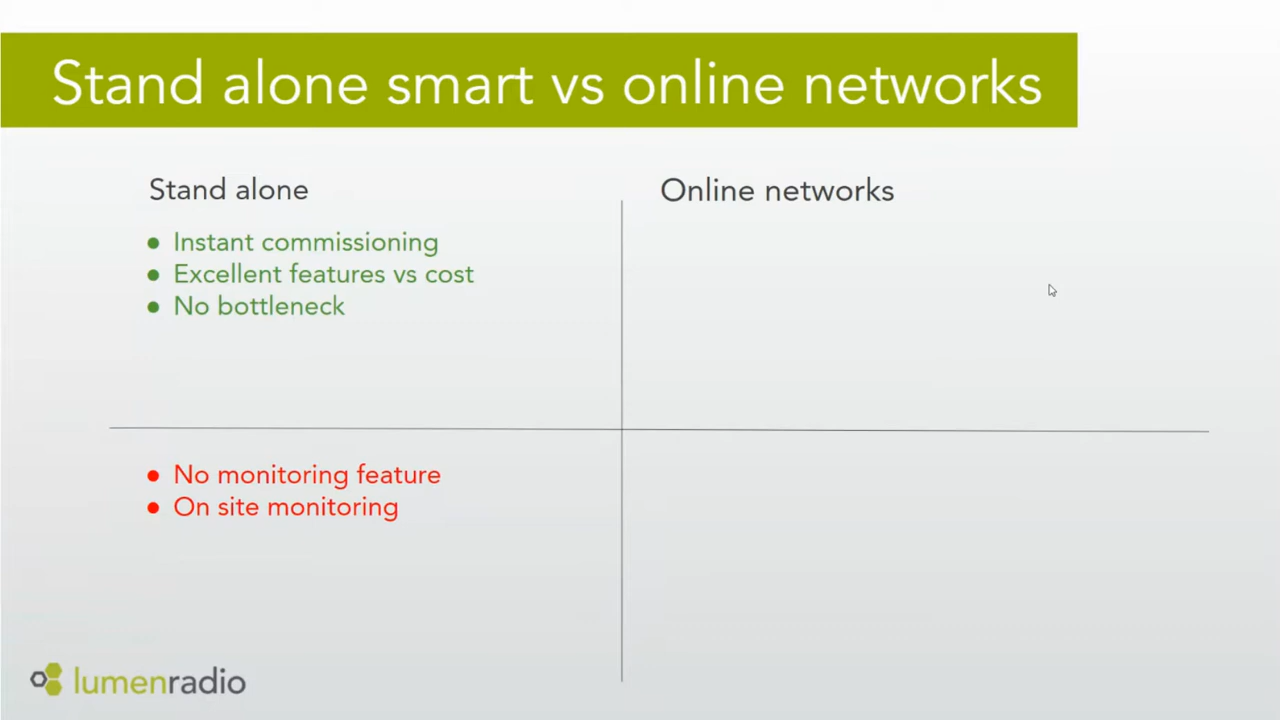 Stand alone smart vs online networks
Stand alone
Instant commissioning
Excellent features vs cost
No bottleneck
No monitoring feature
On site monitoring
Online networks
lumenradio